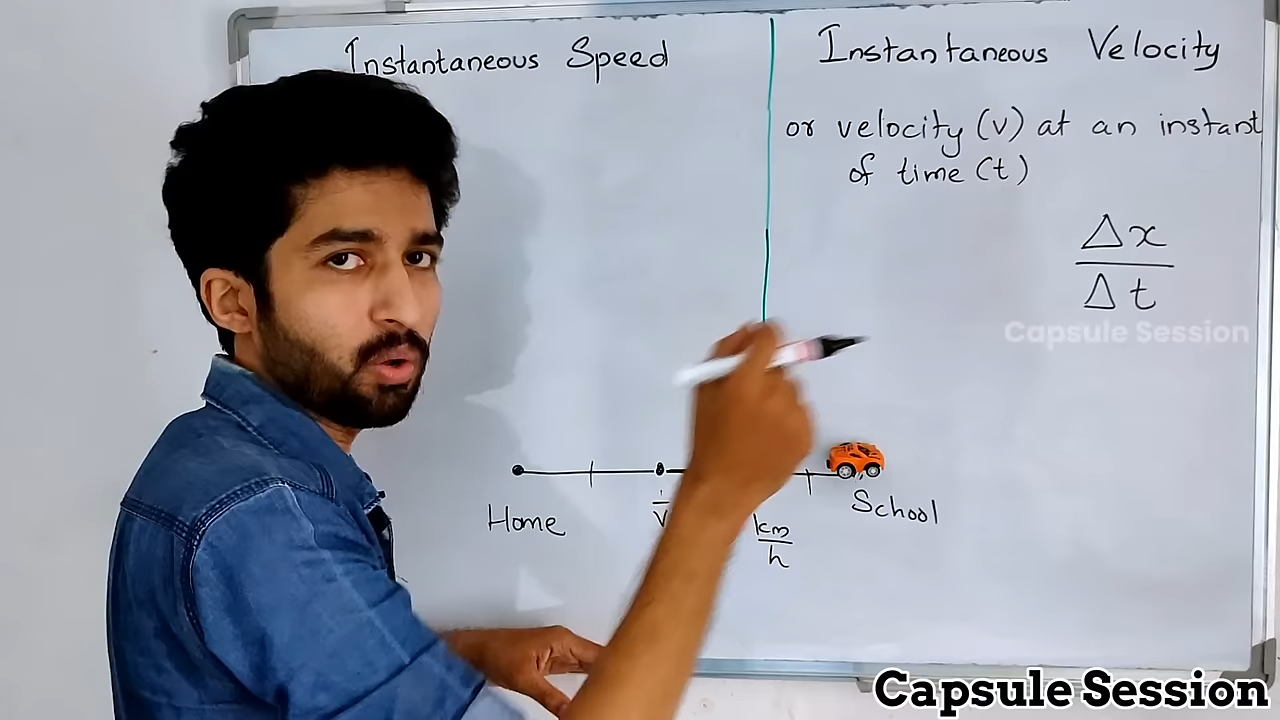 Instantaneous Speed
Instantaneous Velocity
or velocity (v) at an instant
of time (t)
Δx
Δt
Capsule Session
Home
School
km
h
Capsule Session